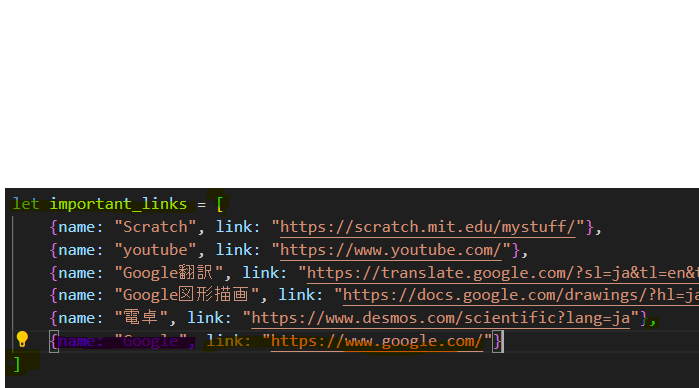 let important_links = [
{name: "Scratch", link: "https://scratch.mit.edu/mystuff/"},
{name: "youtube", link: "https://www.youtube.com/"},
{name: "Google翻訳", link: "https://translate.google.com/?sl=ja&tl=en&t
{name: "Google図形描画", link: "https://docs.google.com/drawings/?hl=ja
{name: "電卓", link: "https://www.desmos.com/scientific?lang=ja"},
{name: "Google", link: "https://www.google.com/"}
]